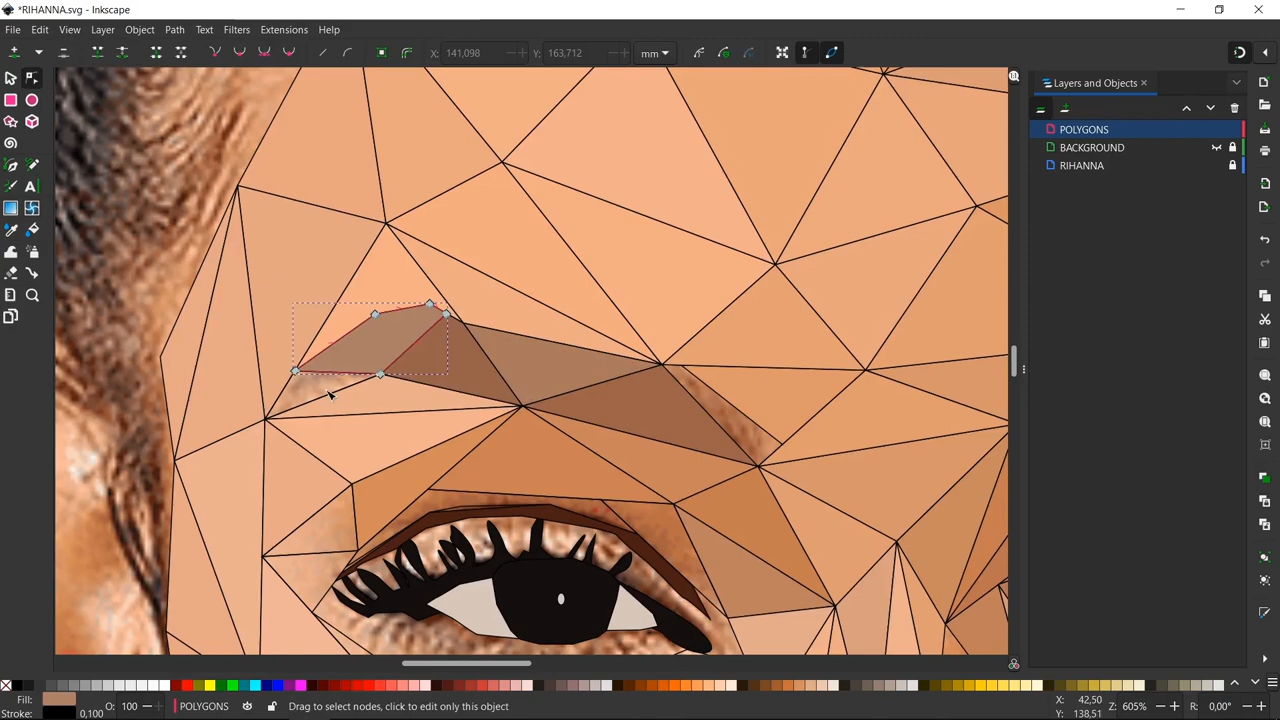 *RIHANNA.svg - Inkscape
File Edit View Layer Object Path Text Filters Extensions Help
X: 141,098 Y: 163,712 mm
Layers and Objects
POLYGONS
BACKGROUND
RIHANNA
Fill:
Stroke: 0,100 O: 100 POLYGONS Drag to select nodes, click to edit only this object X: 42,50 Y: 138,51 Z: 605% R: 0,00°